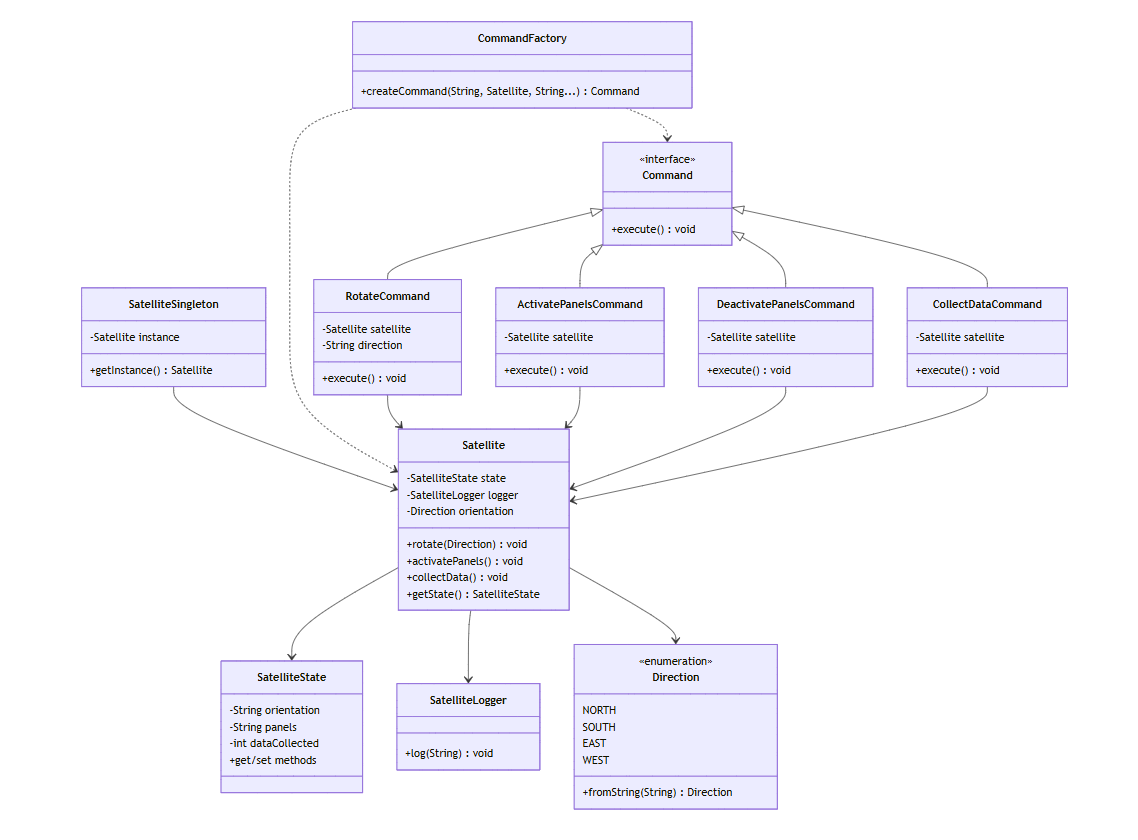 CommandFactory
+createCommand(String, Satellite, String...) : Command
«interface»
Command
+execute() : void
SatelliteSingleton
-Satellite instance
+getInstance() : Satellite
RotateCommand
-Satellite satellite
-String direction
+execute() : void
ActivatePanelsCommand
-Satellite satellite
+execute() : void
DeactivatePanelsCommand
-Satellite satellite
+execute() : void
CollectDataCommand
-Satellite satellite
+execute() : void
Satellite
-SatelliteState state
-SatelliteLogger logger
-Direction orientation
+rotate(Direction) : void
+activatePanels() : void
+collectData() : void
+getState() : SatelliteState
SatelliteState
-String orientation
-String panels
-int dataCollected
+get/set methods
SatelliteLogger
+log(String) : void
«enumeration»
Direction
NORTH
SOUTH
EAST
WEST
+fromString(String) : Direction